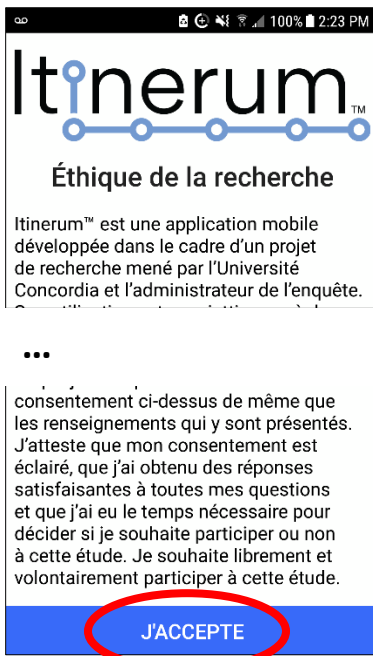 100% 2:23 PM
Itinerum™
Éthique de la recherche
Itinerum™ est une application mobile
développée dans le cadre d'un projet
de recherche mené par l'Université
Concordia et l'administrateur de l'enquête.
...
consentement ci-dessus de même que
les renseignements qui y sont présentés.
J'atteste que mon consentement est
éclairé, que j'ai obtenu des réponses
satisfaisantes à toutes mes questions
et que j'ai eu le temps nécessaire pour
décider si je souhaite participer ou non
à cette étude. Je souhaite librement et
volontairement participer à cette étude.
J'ACCEPTE